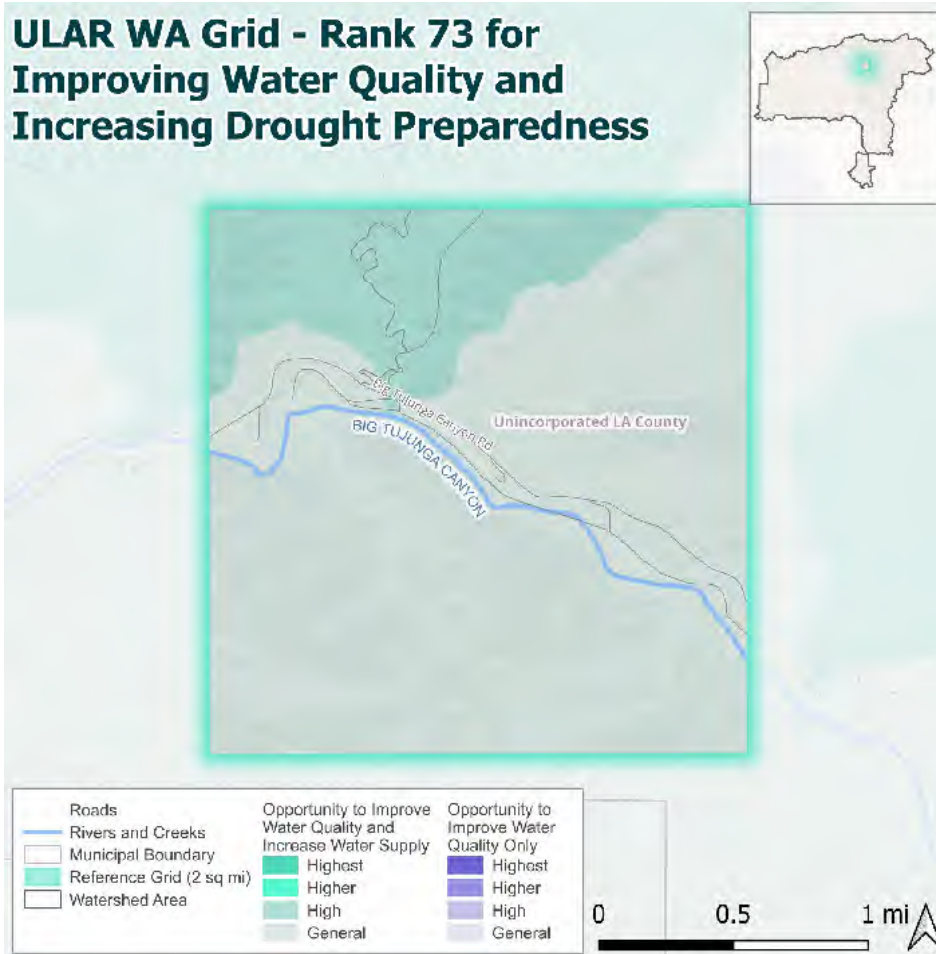 ULAR WA Grid - Rank 73 for
Improving Water Quality and
Increasing Drought Preparedness
Big Tujunga Canyon Rd
Unincorporated LA County
BIG TUJUNGA CANYON
Roads
Rivers and Creeks
Municipal Boundary
Reference Grid (2 sq mi)
Watershed Area
Opportunity to Improve
Water Quality and
Increase Water Supply
Highest
Higher
High
General
Opportunity to
Improve Water
Quality Only
Highest
Higher
High
General
0 0.5 1 mi